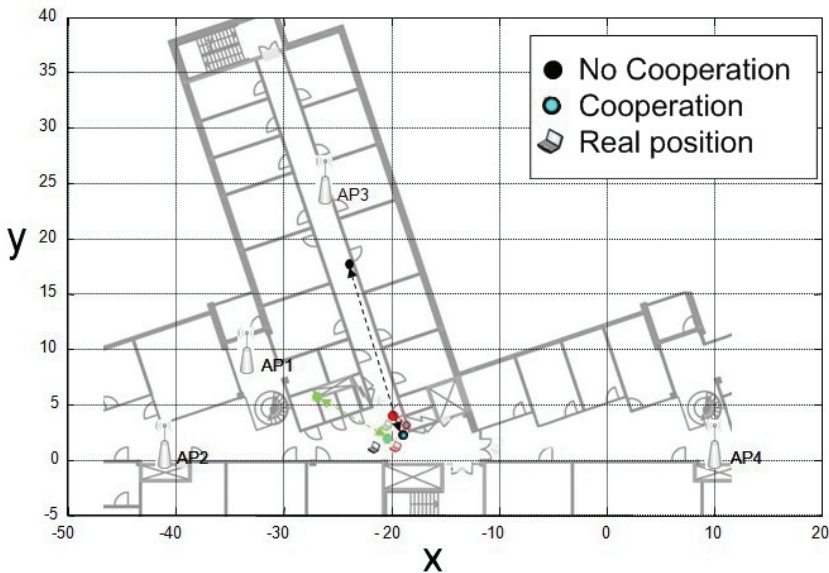 40
35
30
25
20
15
10
5
0
-5
y
No Cooperation
Cooperation
Real position
AP3
AP1
AP2
AP4
-50 -40 -30 -20 -10 0 10 20
x